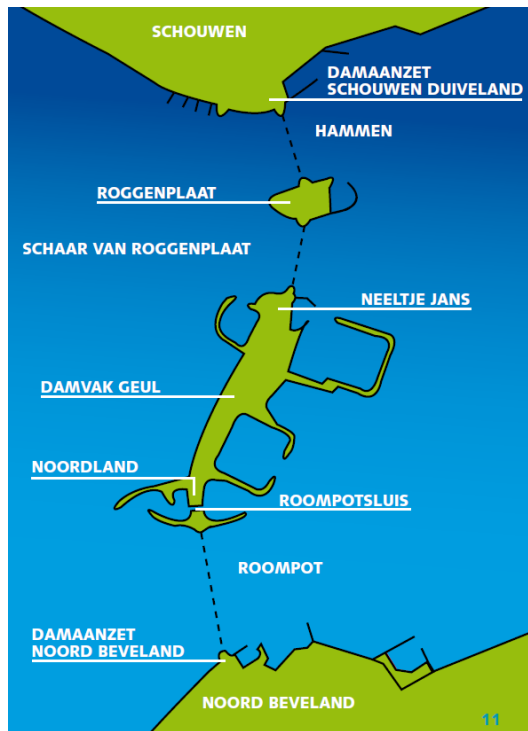 SCHOUWEN
DAMAANZET
SCHOUWEN DUIVELAND
HAMMEN
ROGGENPLAAT
SCHAAR VAN ROGGENPLAAT
NEELTJE JANS
DAMVAK GEUL
NOORDLAND
ROOMPOTSLUIS
ROOMPOT
DAMAANZET
NOORD BEVELAND
NOORD BEVELAND
11